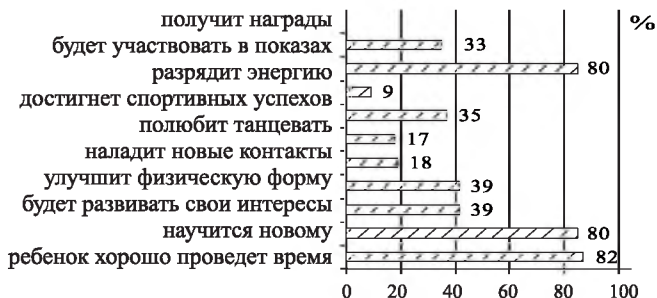 получит награды
%
будет участвовать в показах 33
разрядит энергию 80
достигнет спортивных успехов 9
35
полюбит танцевать
17
наладит новые контакты
18
улучшит физическую форму
39
будет развивать свои интересы 39
научится новому 80
ребенок хорошо проведет время 82
0 20 40 60 80 100